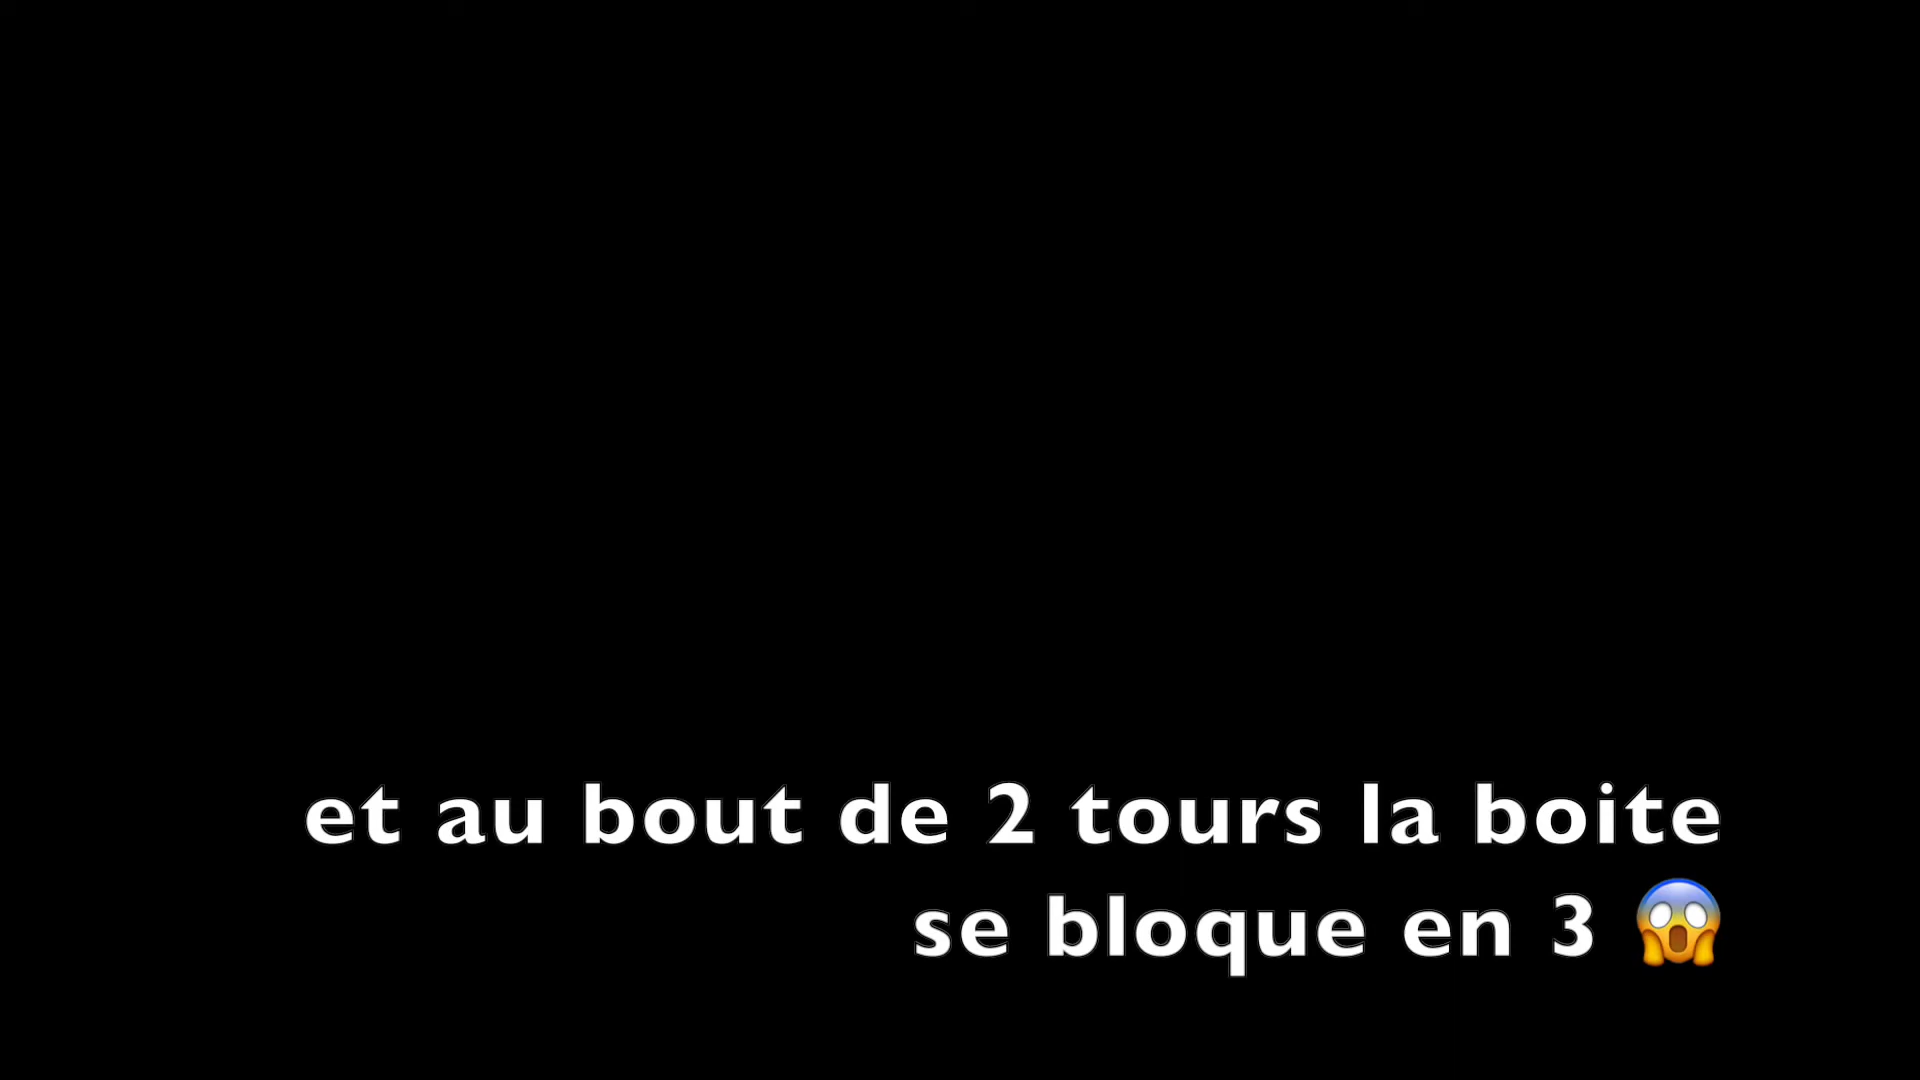 et au bout de 2 tours la boite
se bloque en 3 😱